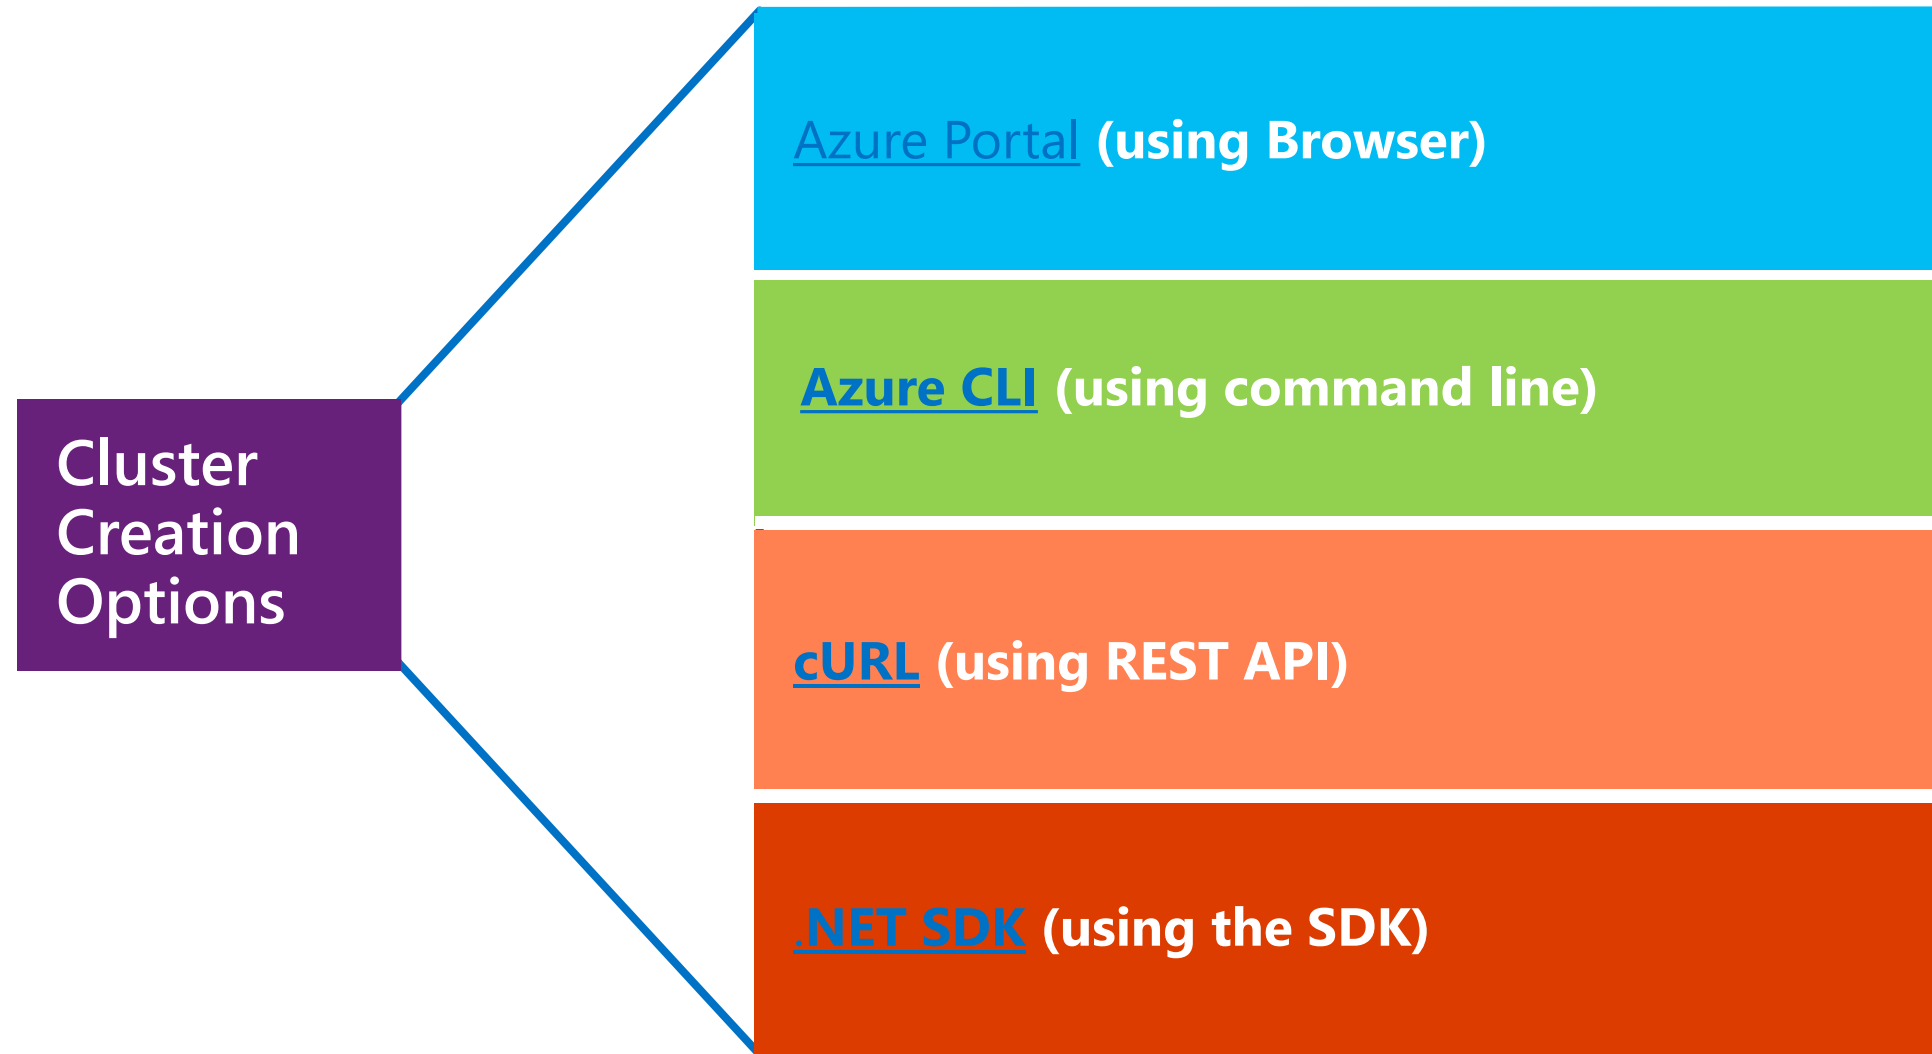 Azure Portal (using Browser)
Azure CLI (using command line)
Cluster
Creation
Options
cURL (using REST API)
.NET SDK (using the SDK)